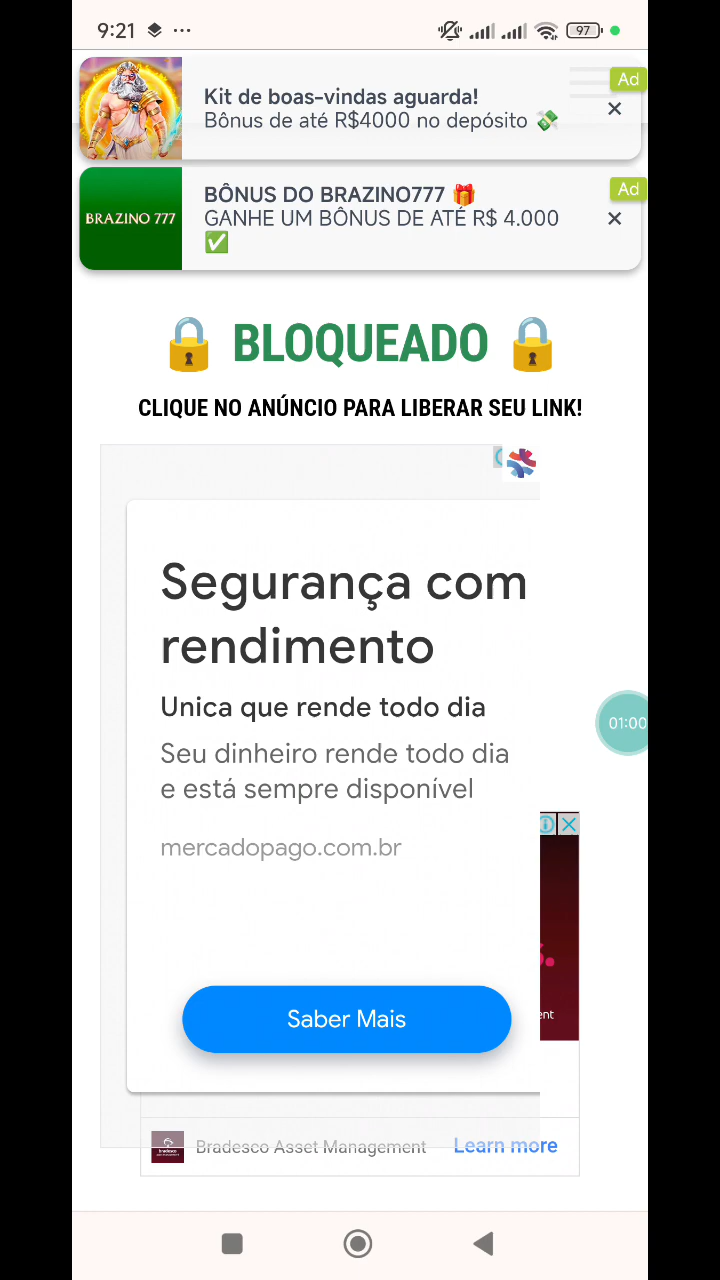 9:21
97
Ad
Kit de boas-vindas aguarda!
Bônus de até R$4000 no depósito 💸
Ad
BRAZINO 777
BÔNUS DO BRAZINO777 🎁
GANHE UM BÔNUS DE ATÉ R$ 4.000
✅
🔒 BLOQUEADO 🔒
CLIQUE NO ANÚNCIO PARA LIBERAR SEU LINK!
Segurança com
rendimento
Unica que rende todo dia
Seu dinheiro rende todo dia
e está sempre disponível
mercadopago.com.br
01:00
Saber Mais
bradesco
Bradesco Asset Management
Learn more